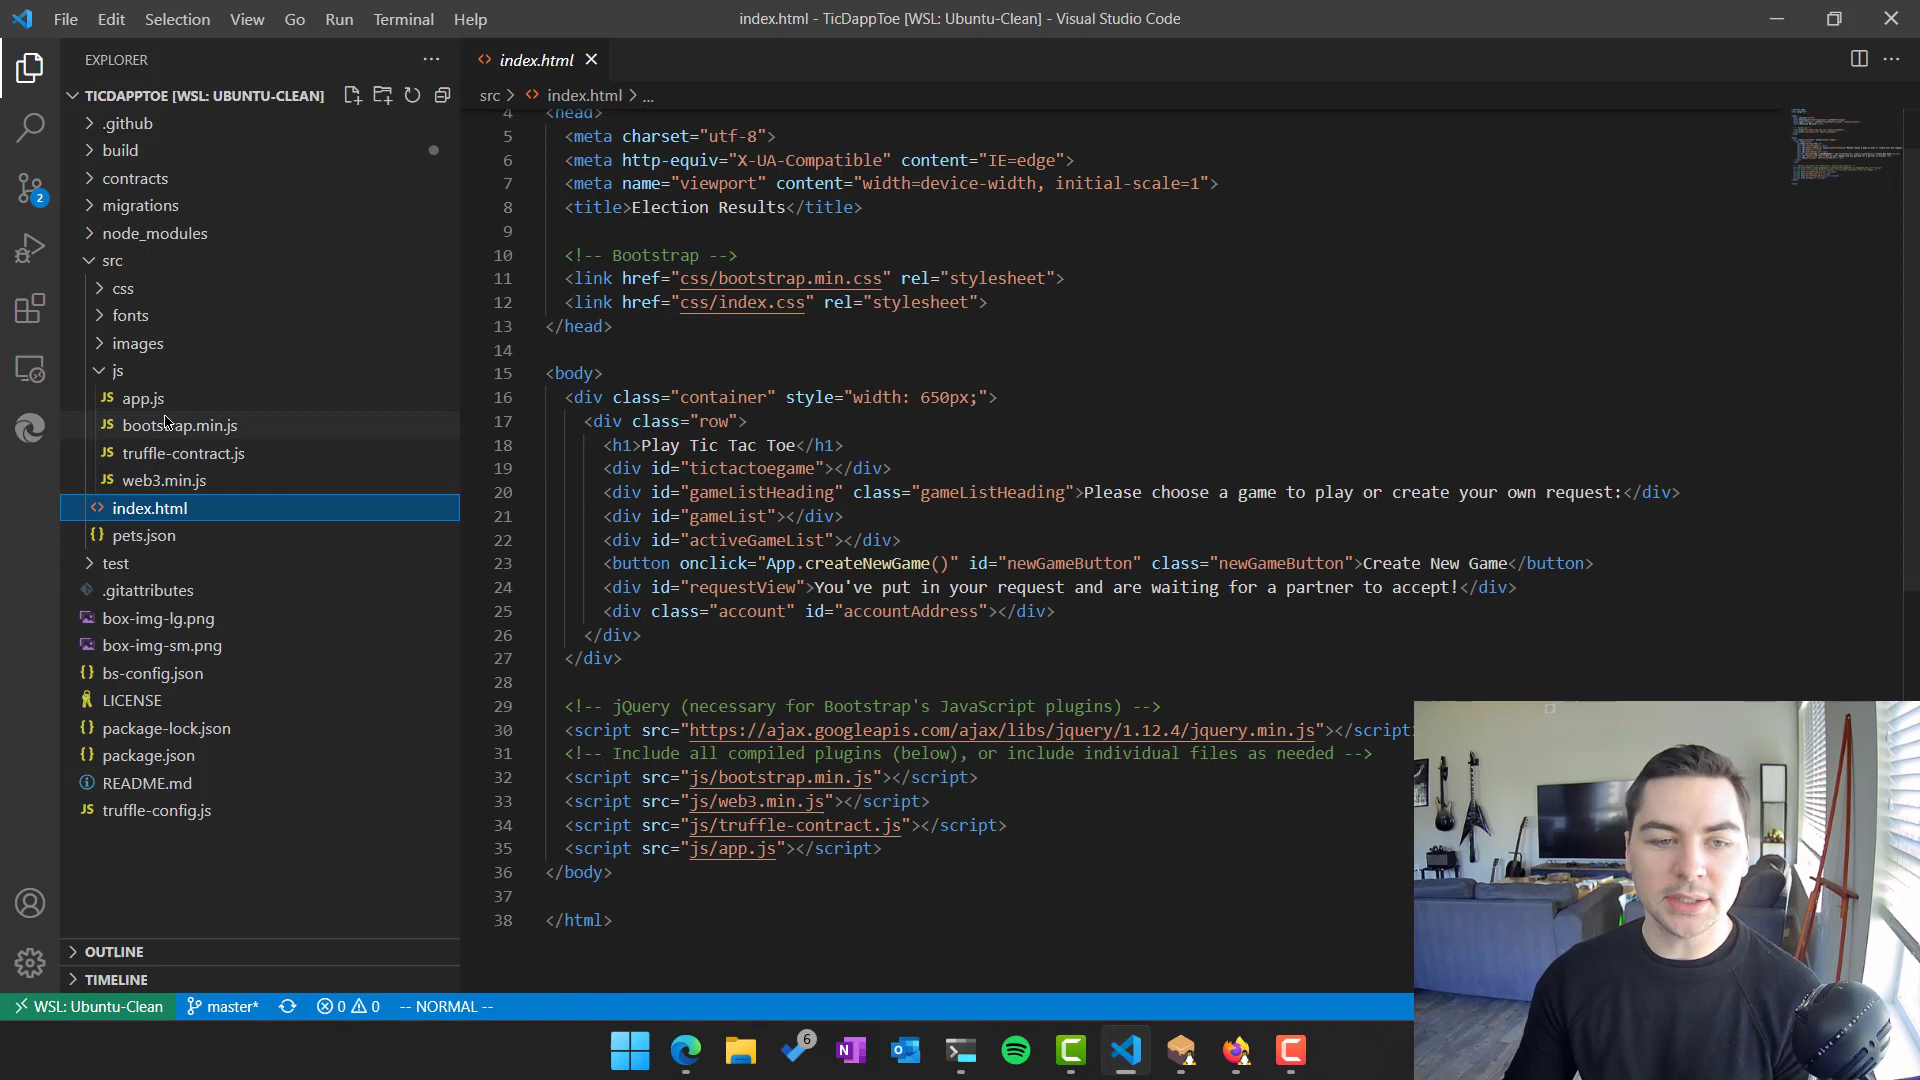 File Edit Selection View Go Run Terminal Help
index.html - TicDappToe [WSL: Ubuntu-Clean] - Visual Studio Code
EXPLORER
TICDAPPTOE [WSL: UBUNTU-CLEAN]
.github
build
contracts
migrations
node_modules
src
css
fonts
images
js
JS app.js
JS bootstrap.min.js
JS truffle-contract.js
JS web3.min.js
<> index.html
{} pets.json
test
.gitattributes
box-img-lg.png
box-img-sm.png
{} bs-config.json
LICENSE
{} package-lock.json
{} package.json
README.md
JS truffle-config.js
OUTLINE
TIMELINE
2
<> index.html
src > <> index.html > ...
4 <head>
5 <meta charset="utf-8">
6 <meta http-equiv="X-UA-Compatible" content="IE=edge">
7 <meta name="viewport" content="width=device-width, initial-scale=1">
8 <title>Election Results</title>
9
10 <!-- Bootstrap -->
11 <link href="css/bootstrap.min.css" rel="stylesheet">
12 <link href="css/index.css" rel="stylesheet">
13 </head>
14
15 <body>
16 <div class="container" style="width: 650px;">
17 <div class="row">
18 <h1>Play Tic Tac Toe</h1>
19 <div id="tictactoegame"></div>
20 <div id="gameListHeading" class="gameListHeading">Please choose a game to play or create your own request:</div>
21 <div id="gameList"></div>
22 <div id="activeGameList"></div>
23 <button onclick="App.createNewGame()" id="newGameButton" class="newGameButton">Create New Game</button>
24 <div id="requestView">You've put in your request and are waiting for a partner to accept!</div>
25 <div class="account" id="accountAddress"></div>
26 </div>
27 </div>
28
29 <!-- jQuery (necessary for Bootstrap's JavaScript plugins) -->
30 <script src="https://ajax.googleapis.com/ajax/libs/jquery/1.12.4/jquery.min.js"></script
31 <!-- Include all compiled plugins (below), or include individual files as needed -->
32 <script src="js/bootstrap.min.js"></script>
33 <script src="js/web3.min.js"></script>
34 <script src="js/truffle-contract.js"></script>
35 <script src="js/app.js"></script>
36 </body>
37
38 </html>
WSL: Ubuntu-Clean master* 0 0 -- NORMAL --
6